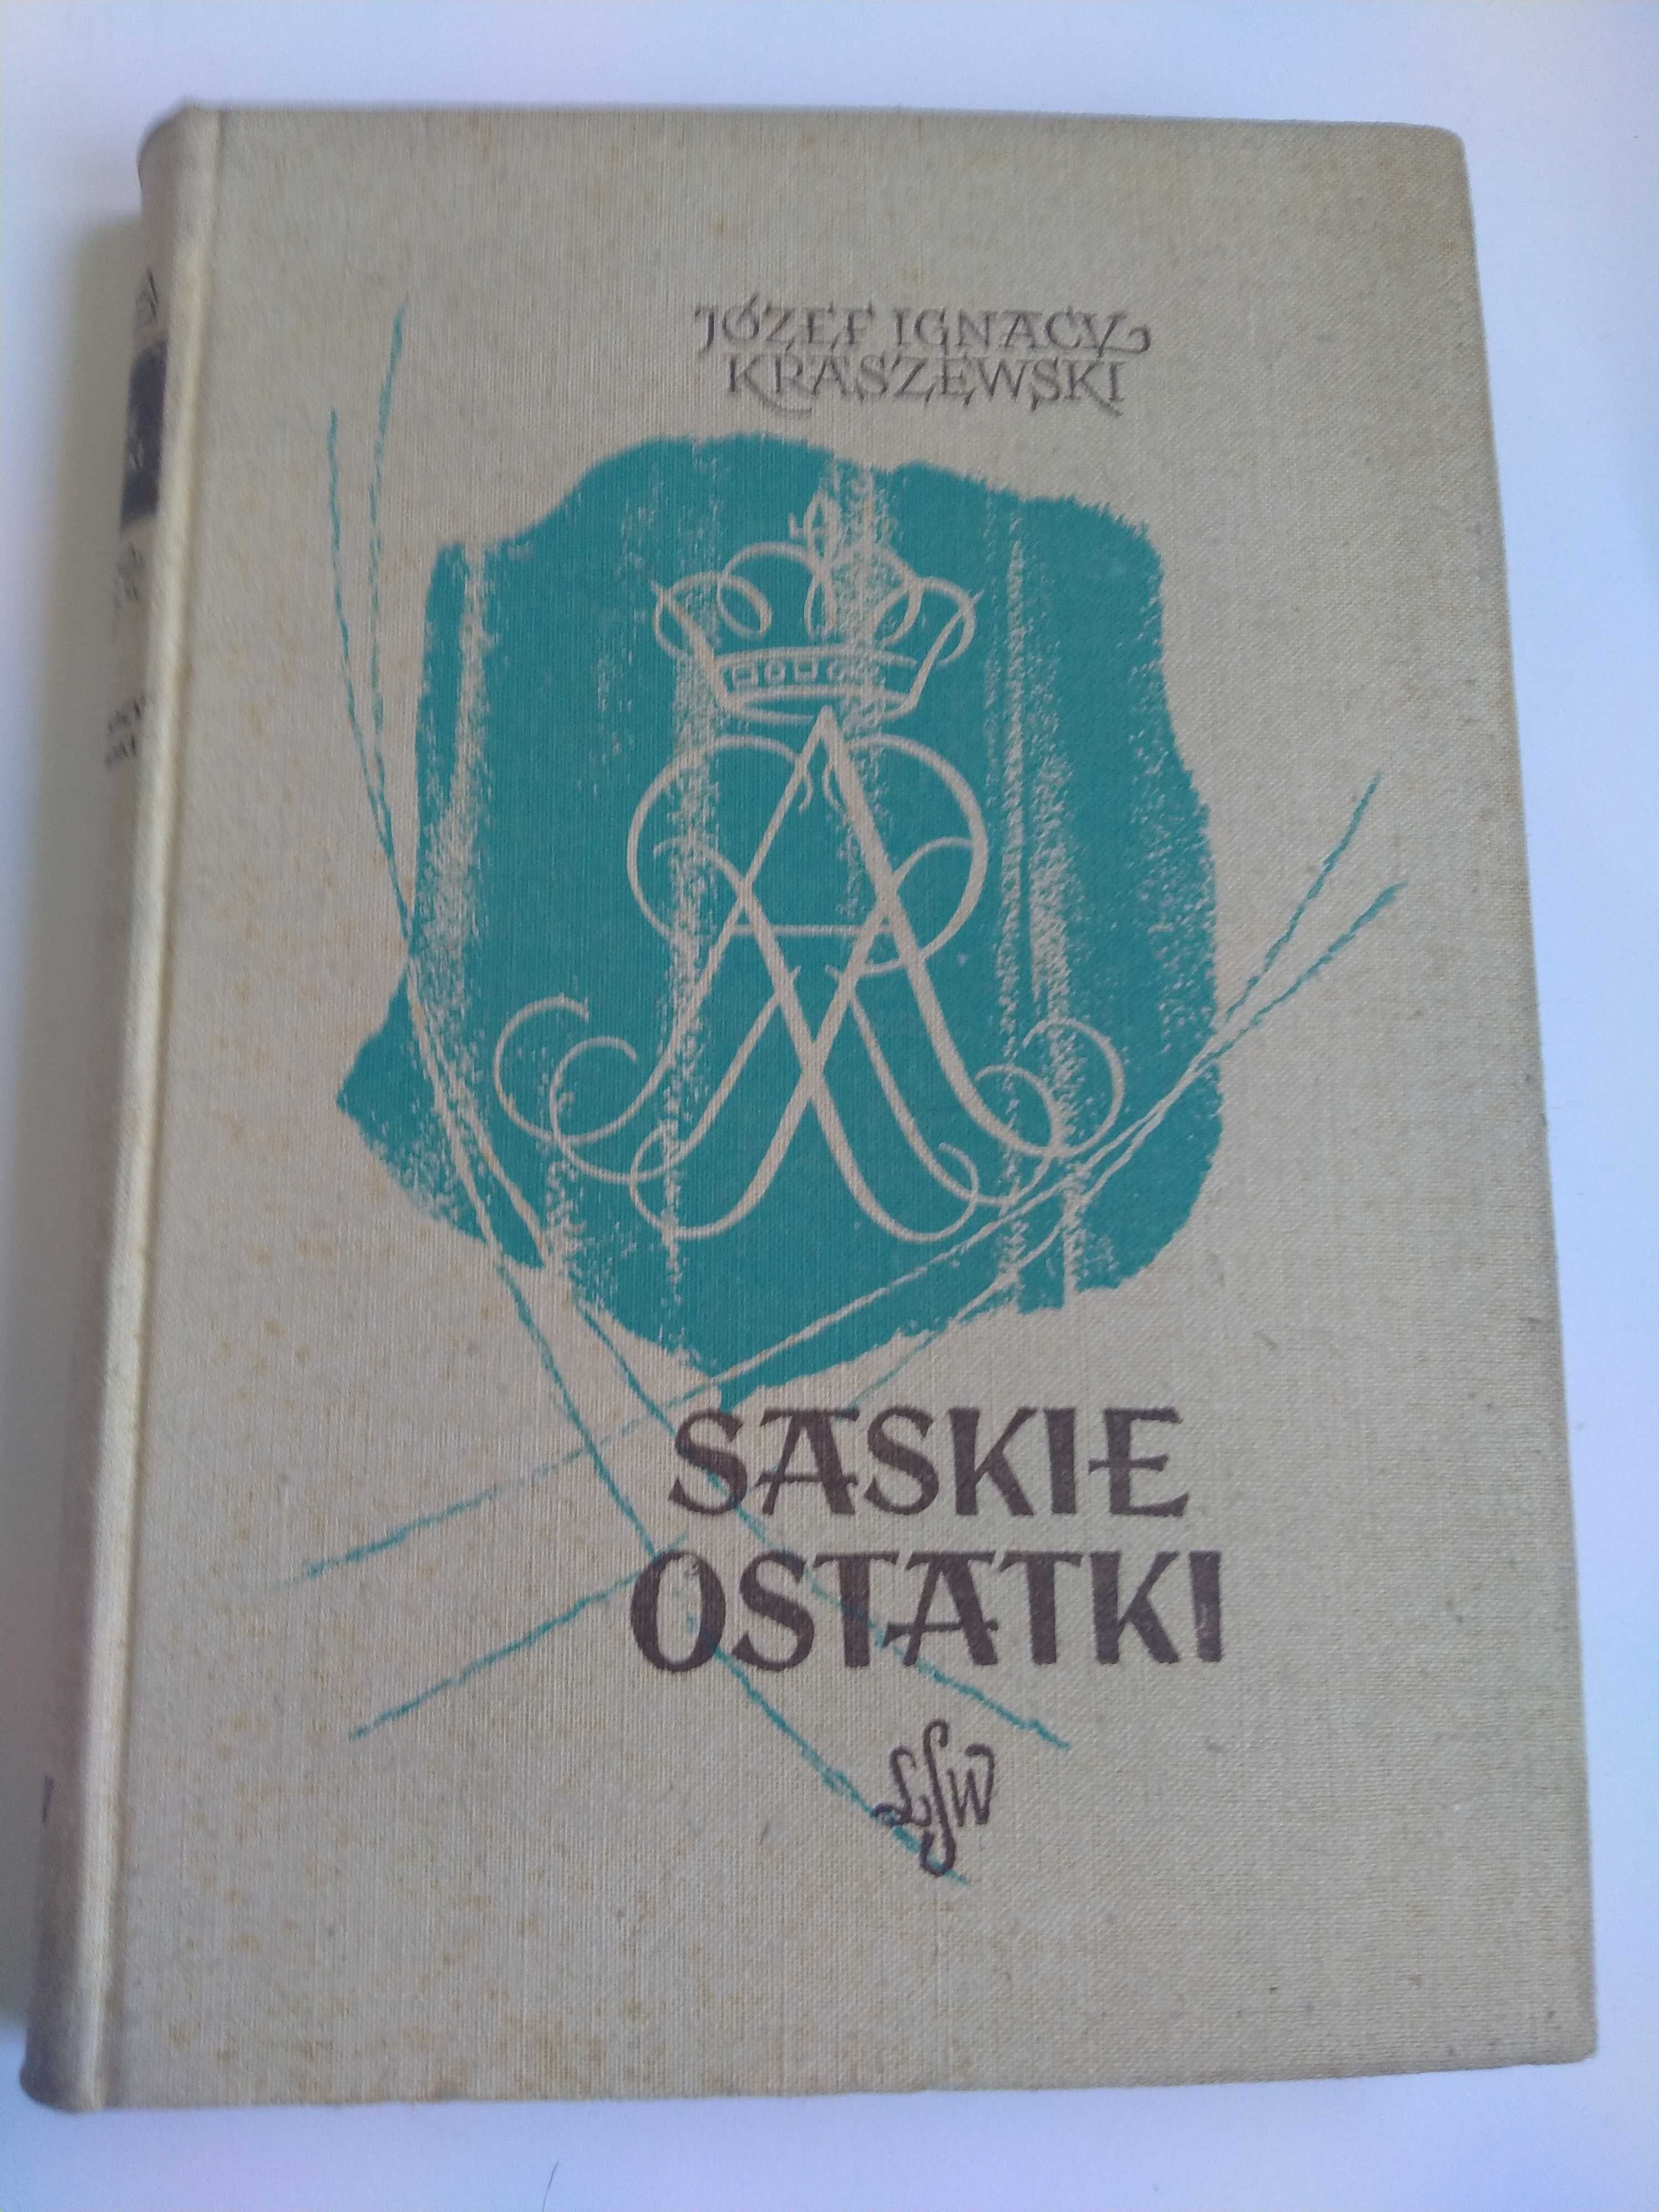 JÓZEF IGNACY
KRASZEWSKI
SASKIE
OSTATKI
LSW